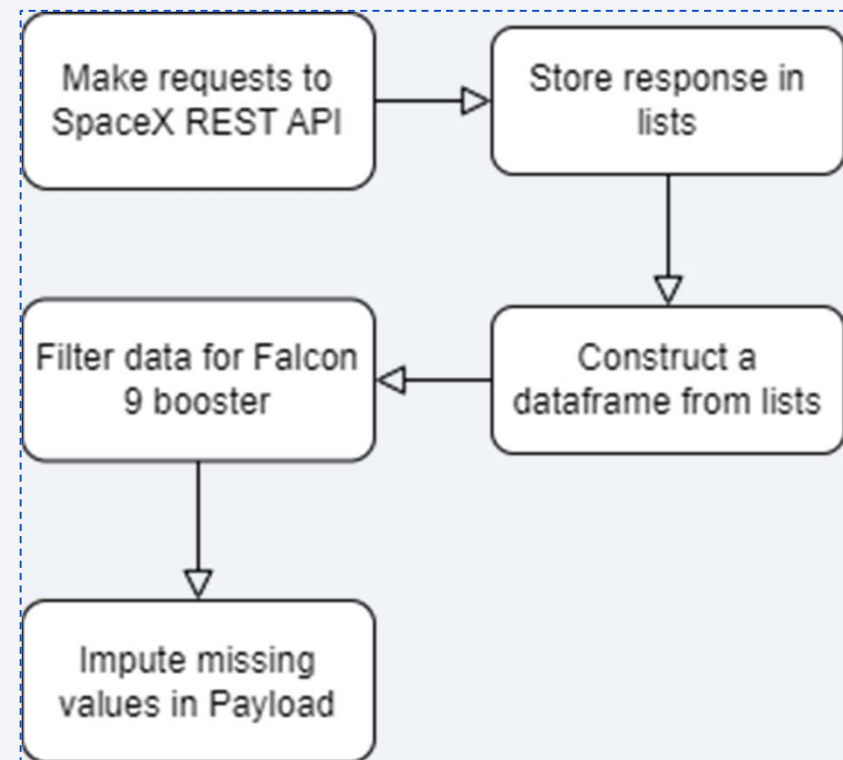 Make requests to
SpaceX REST API
Store response in
lists
Construct a
dataframe from lists
Filter data for Falcon
9 booster
Impute missing
values in Payload